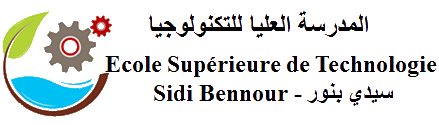 المدرسة العليا للتكنولوجيا
Ecole Supérieure de Technologie
Sidi Bennour - سيدي بنور